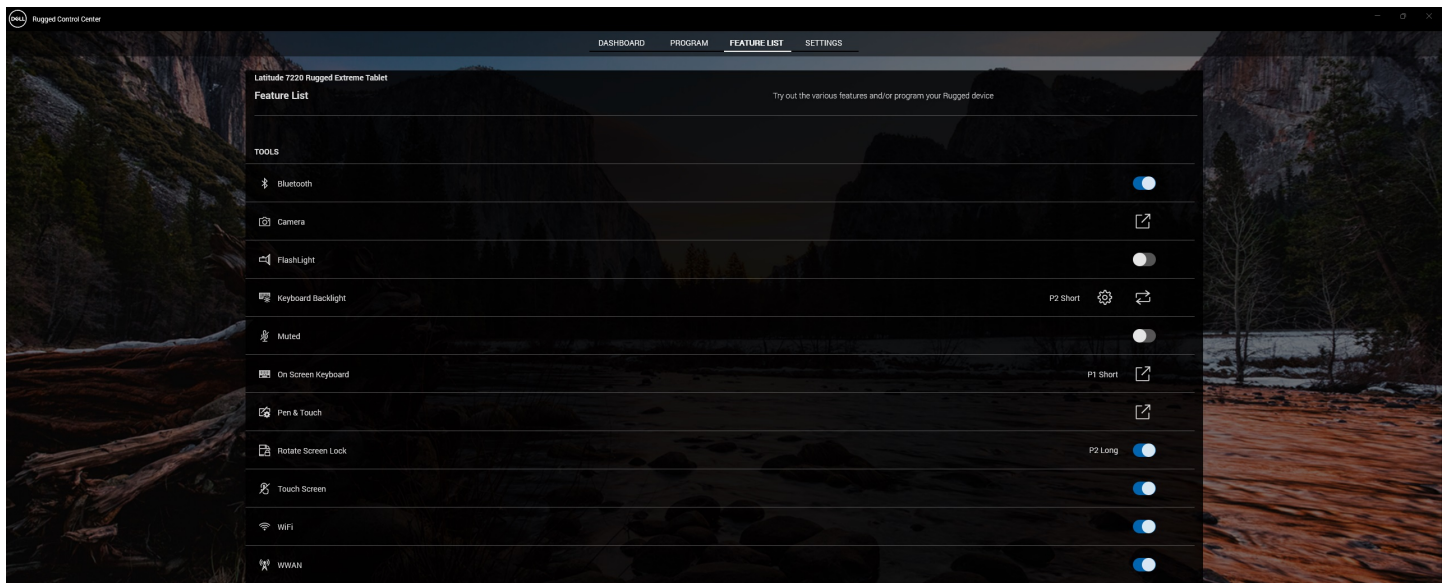 DELL Rugged Control Center
DASHBOARD PROGRAM FEATURE LIST SETTINGS
Latitude 7220 Rugged Extreme Tablet
Feature List Try out the various features and/or program your Rugged device
TOOLS
Bluetooth
Camera
FlashLight
Keyboard Backlight P2 Short
Muted
On Screen Keyboard P1 Short
Pen & Touch
Rotate Screen Lock P2 Long
Touch Screen
WiFi
WWAN